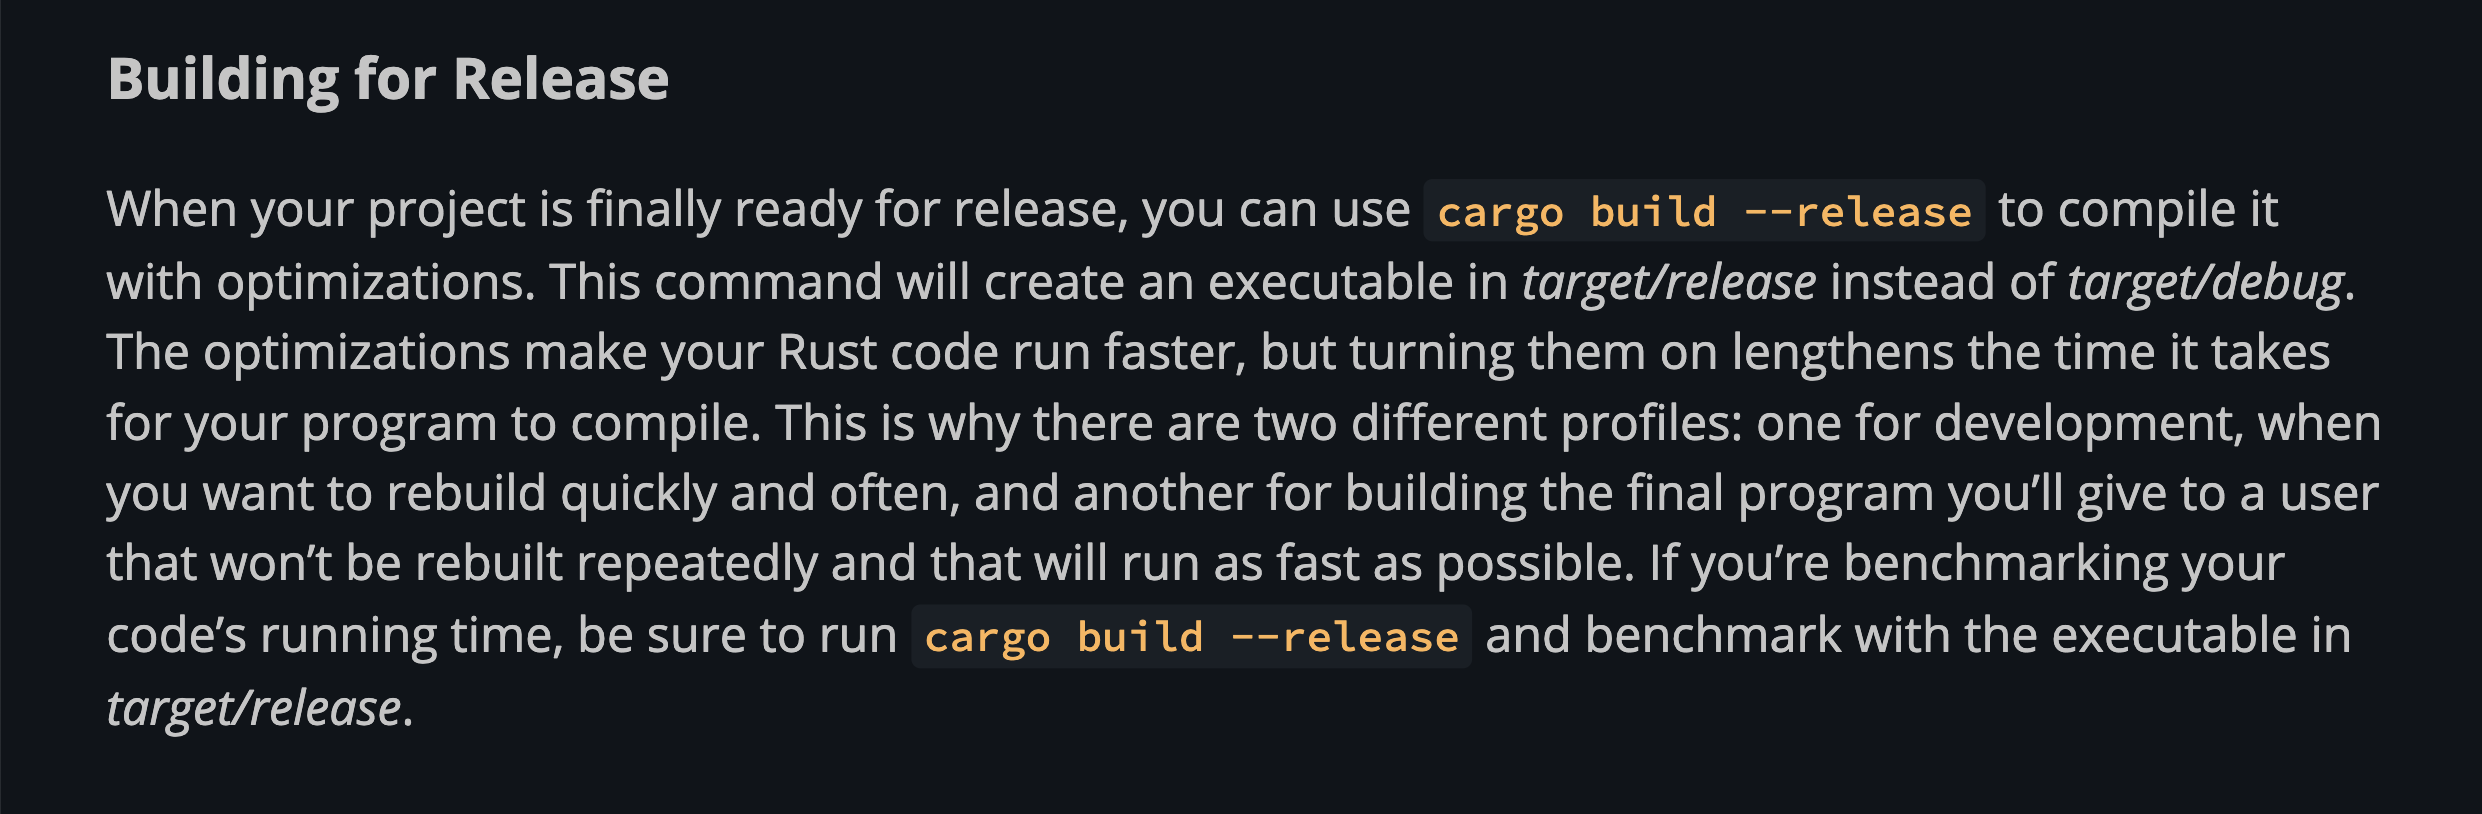 Building for Release
When your project is finally ready for release, you can use cargo build --release to compile it
with optimizations. This command will create an executable in target/release instead of target/debug.
The optimizations make your Rust code run faster, but turning them on lengthens the time it takes
for your program to compile. This is why there are two different profiles: one for development, when
you want to rebuild quickly and often, and another for building the final program you’ll give to a user
that won’t be rebuilt repeatedly and that will run as fast as possible. If you’re benchmarking your
code’s running time, be sure to run cargo build --release and benchmark with the executable in
target/release.